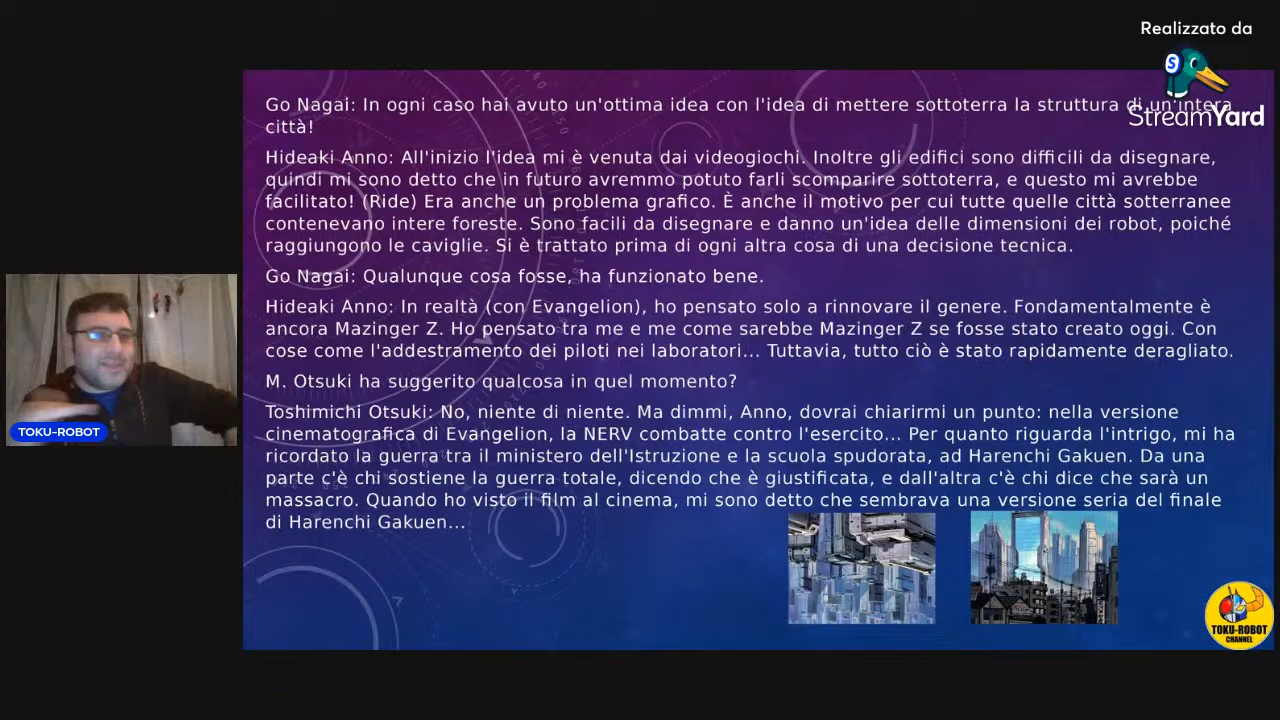 Realizzato da
StreamYard
Go Nagai: In ogni caso hai avuto un'ottima idea con l'idea di mettere sottoterra la struttura di un'intera
città!
Hideaki Anno: All'inizio l'idea mi è venuta dai videogiochi. Inoltre gli edifici sono difficili da disegnare,
quindi mi sono detto che in futuro avremmo potuto farli scomparire sottoterra, e questo mi avrebbe
facilitato! (Ride) Era anche un problema grafico. È anche il motivo per cui tutte quelle città sotterranee
contenevano intere foreste. Sono facili da disegnare e danno un'idea delle dimensioni dei robot, poiché
raggiungono le caviglie. Si è trattato prima di ogni altra cosa di una decisione tecnica.
Go Nagai: Qualunque cosa fosse, ha funzionato bene.
Hideaki Anno: In realtà (con Evangelion), ho pensato solo a rinnovare il genere. Fondamentalmente è
ancora Mazinger Z. Ho pensato tra me e me come sarebbe Mazinger Z se fosse stato creato oggi. Con
cose come l'addestramento dei piloti nei laboratori... Tuttavia, tutto ciò è stato rapidamente deragliato.
M. Otsuki ha suggerito qualcosa in quel momento?
Toshimichi Otsuki: No, niente di niente. Ma dimmi, Anno, dovrai chiarirmi un punto: nella versione
cinematografica di Evangelion, la NERV combatte contro l'esercito... Per quanto riguarda l'intrigo, mi ha
ricordato la guerra tra il ministero dell'Istruzione e la scuola spudorata, ad Harenchi Gakuen. Da una
parte c'è chi sostiene la guerra totale, dicendo che è giustificata, e dall'altra c'è chi dice che sarà un
massacro. Quando ho visto il film al cinema, mi sono detto che sembrava una versione seria del finale
di Harenchi Gakuen...
TOKU-ROBOT
TOKU-ROBOT
CHANNEL